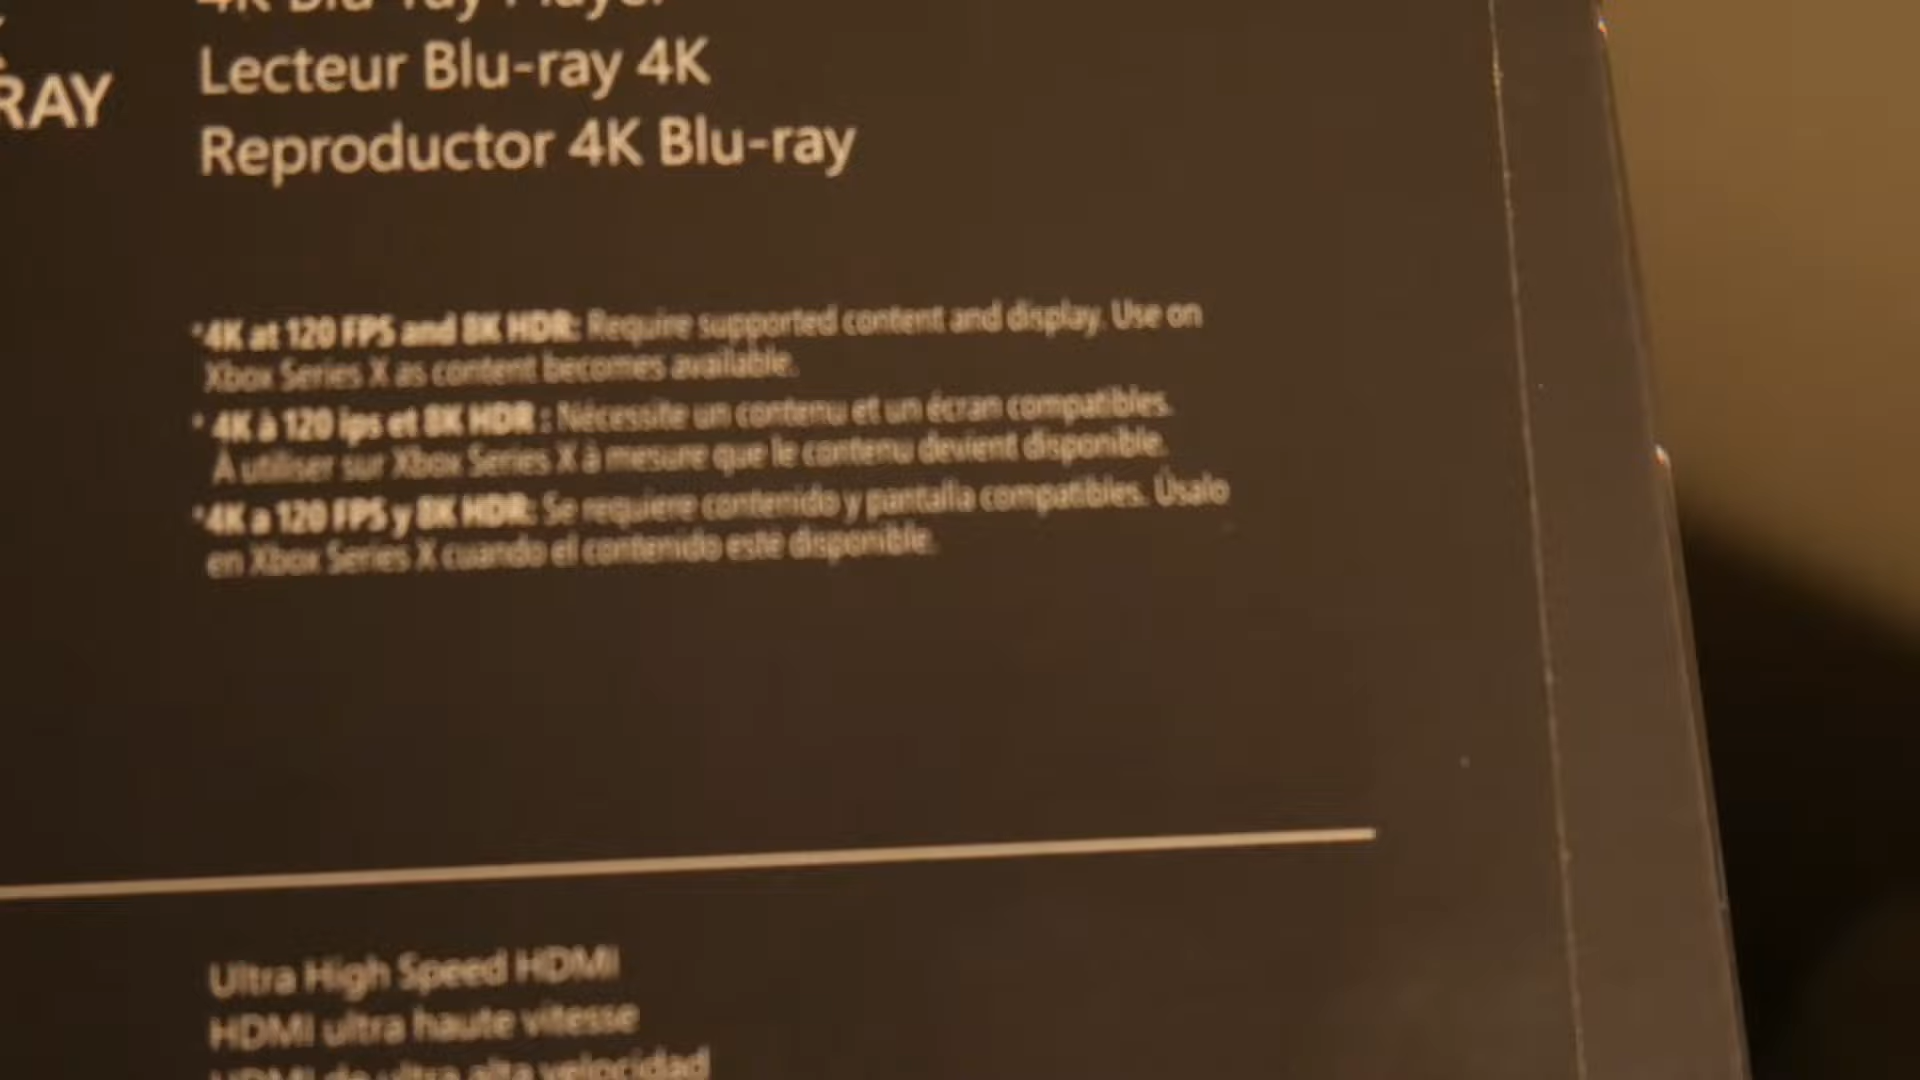 4K Blu-ray Player
RAY
Lecteur Blu-ray 4K
Reproductor 4K Blu-ray
*4K at 120 FPS and 8K HDR: Require supported content and display. Use on
Xbox Series X as content becomes available.
* 4K à 120 ips et 8K HDR : Nécessite un contenu et un écran compatibles.
À utiliser sur Xbox Series X à mesure que le contenu devient disponible.
*4K a 120 FPS y 8K HDR: Se requiere contenido y pantalla compatibles. Úsalo
en Xbox Series X cuando el contenido esté disponible.
Ultra High Speed HDMI
HDMI ultra haute vitesse
HDMI de ultra alta velocidad